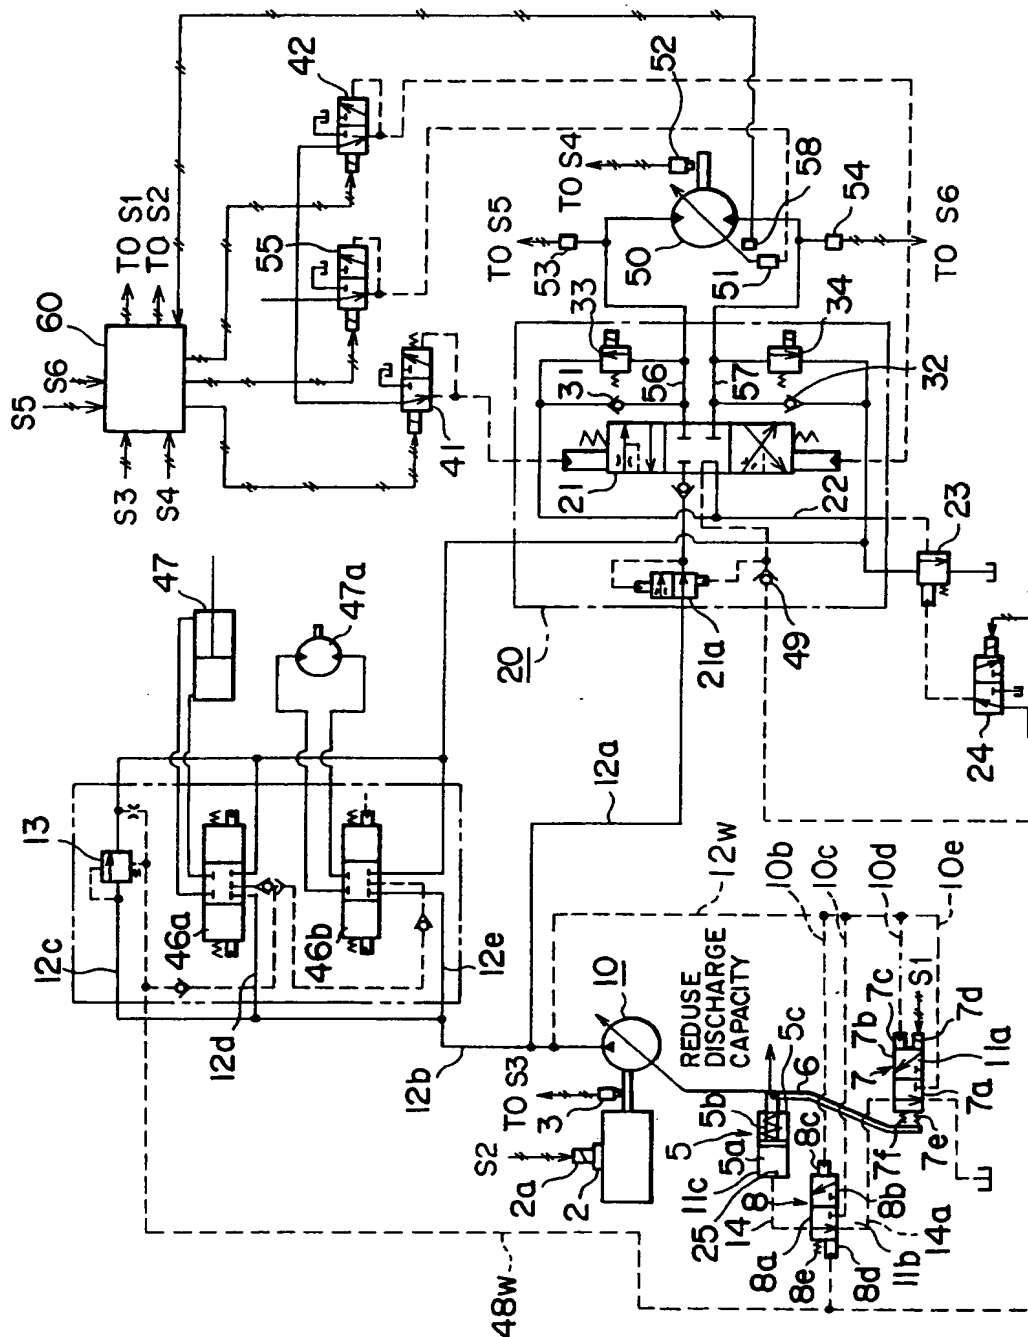 42
52
TO S4
TO S5
TO S1
TO S2
55
60
S5
S6
S3
S4
53
50
58
51
54
TO S6
33
34
31
56
57
32
41
21
22
23
47
47a
20
21a
49
24
13
12c
46a
46b
12d
12e
12a
12w
12b
10
TO S3
3
S2
2a
2
REDUSE
DISCHARGE
CAPACITY
10b
10c
10d
10e
5
5a
5b
5c
6
7
7b
7c
S1
7d
11a
7a
7e
7f
11c
25
8
8c
14
8a
8b
14a
11b
8e
8d
48w